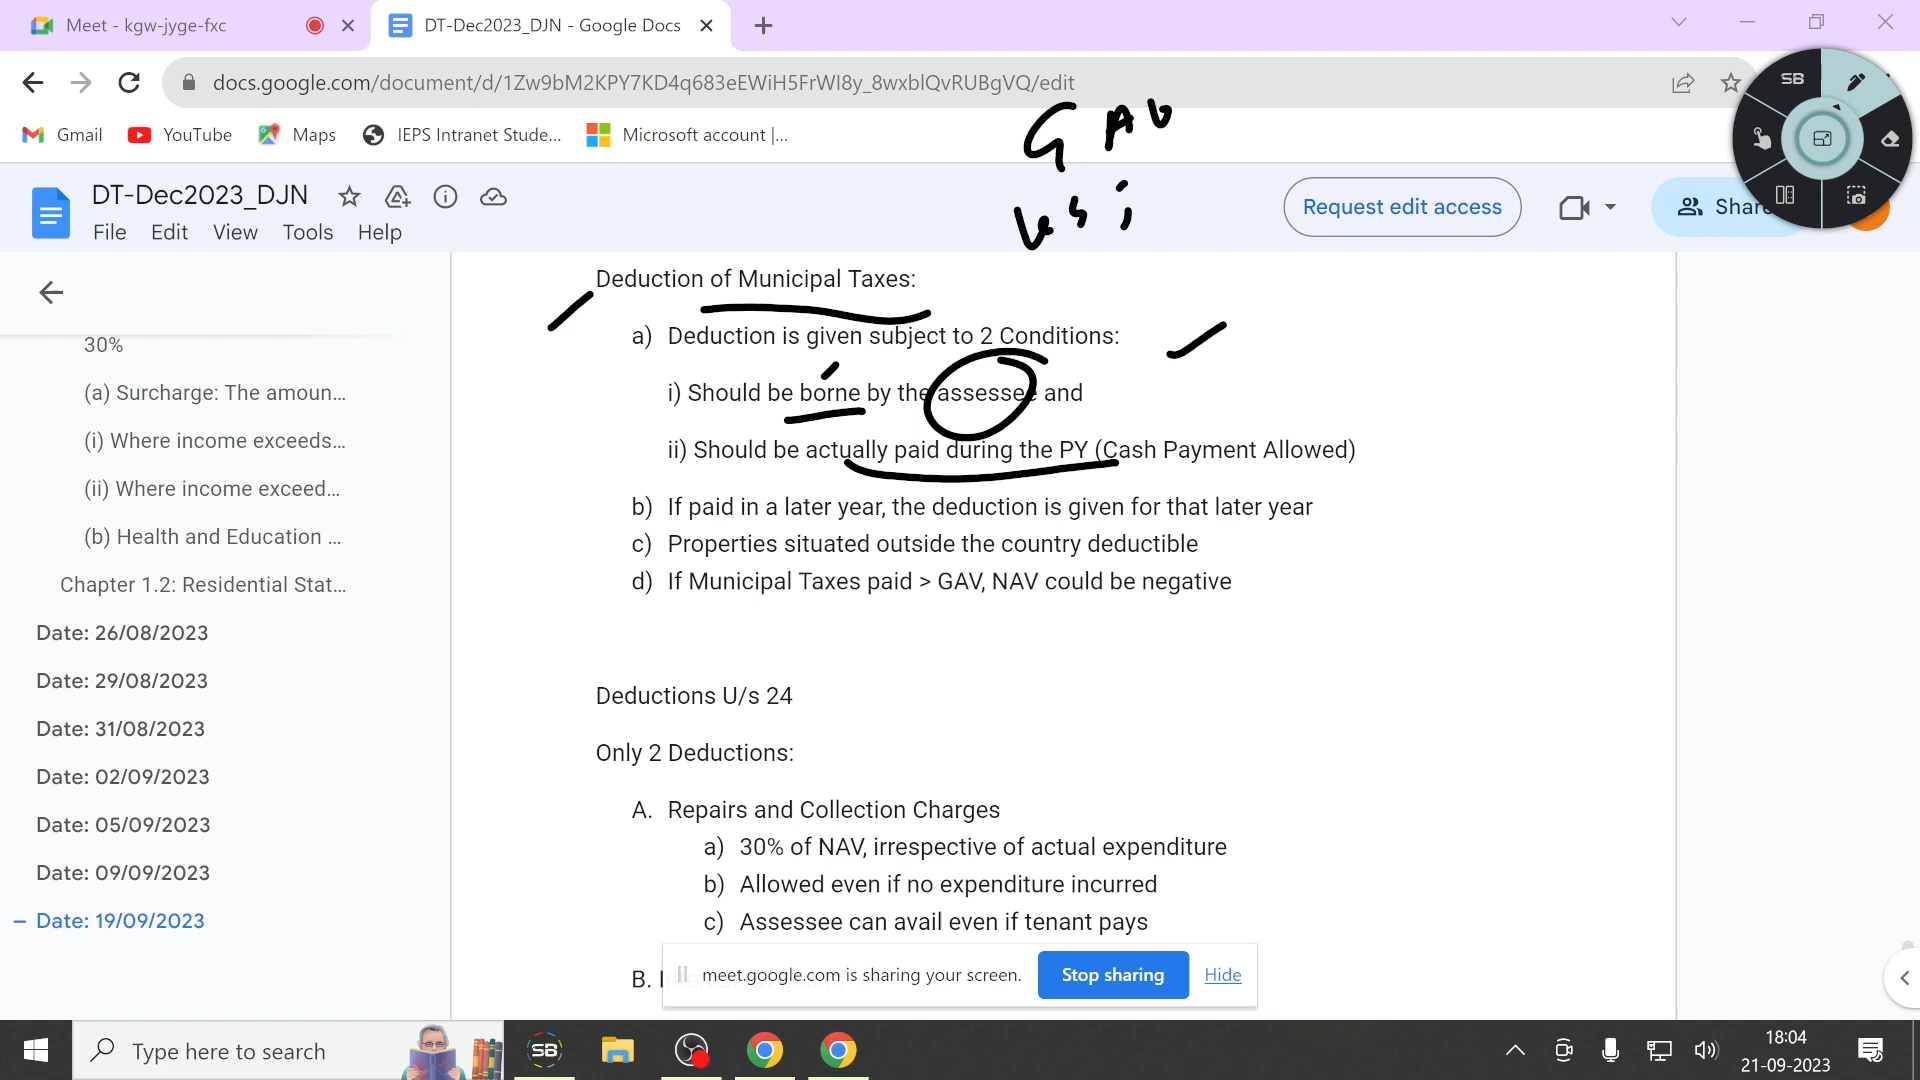 Meet - kgw-jyge-fxc
DT-Dec2023_DJN - Google Docs
docs.google.com/document/d/1Zw9bM2KPY7KD4q683eEWiH5FrWI8y_8wxblQvRUBgVQ/edit
Gmail
YouTube
Maps
IEPS Intranet Stude...
Microsoft account |...
SB
G A V
DT-Dec2023_DJN
File Edit View Tools Help
Request edit access
Share
30%
(a) Surcharge: The amoun...
(i) Where income exceeds...
(ii) Where income exceed...
(b) Health and Education ...
Chapter 1.2: Residential Stat...
Date: 26/08/2023
Date: 29/08/2023
Date: 31/08/2023
Date: 02/09/2023
Date: 05/09/2023
Date: 09/09/2023
Date: 19/09/2023
Deduction of Municipal Taxes:
a) Deduction is given subject to 2 Conditions:
i) Should be borne by the assessee and
ii) Should be actually paid during the PY (Cash Payment Allowed)
b) If paid in a later year, the deduction is given for that later year
c) Properties situated outside the country deductible
d) If Municipal Taxes paid > GAV, NAV could be negative
Deductions U/s 24
Only 2 Deductions:
A. Repairs and Collection Charges
a) 30% of NAV, irrespective of actual expenditure
b) Allowed even if no expenditure incurred
c) Assessee can avail even if tenant pays
B.
meet.google.com is sharing your screen.
Stop sharing
Hide
Type here to search
SB
18:04
21-09-2023